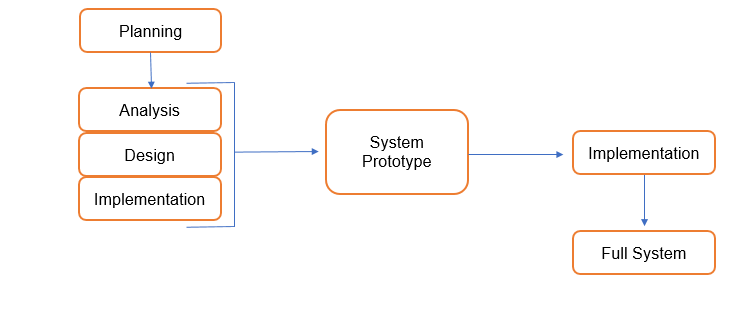 Planning
Analysis
Design
Implementation
System
Prototype
Implementation
Full System